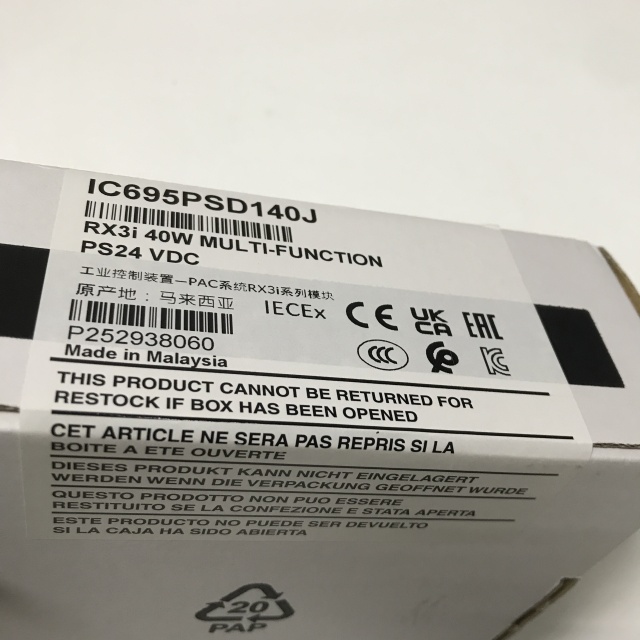 IC695PSD140J
RX3i 40W MULTI-FUNCTION
PS24 VDC
工业控制装置—PAC系统RX3i系列模块
原产地: 马来西亚
IECEx
CE
UK
CA
EAC
CCC
P252938060
Made in Malaysia
THIS PRODUCT CANNOT BE RETURNED FOR
RESTOCK IF BOX HAS BEEN OPENED
CET ARTICLE NE SERA PAS REPRIS SI LA
BOITE A ETE OUVERTE
DIESES PRODUKT KANN NICHT EINGELAGERT
WERDEN WENN DIE VERPACKUNG GEOFFNET WURDE
QUESTO PRODOTTO NON PUO ESSERE
RESTITUITO SE LA CONFEZIONE E STATA APERTA
ESTE PRODUCTO NO PUEDE SER DEVUELTO
SI LA CAJA HA SIDO ABIERTA
20
PAP